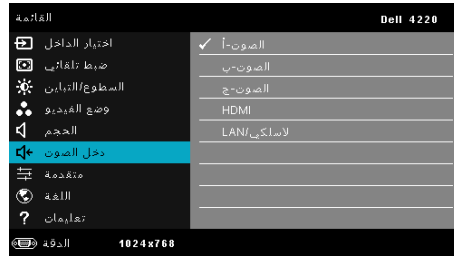 القائمة
Dell 4220
اختيار الداخل
ضبط تلقائي
السطوع/التباين
وضع الفيديو
الحجم
دخل الصوت
متقدمة
اللغة
تعليمات
الصوت-أ
الصوت-ب
الصوت-ج
HDMI
لاسلكي/LAN
الدقة 1024x768